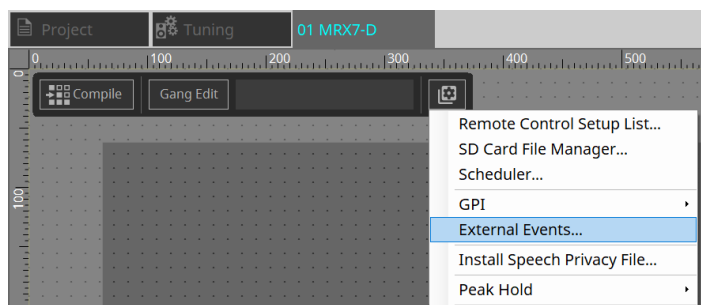 Project
Tuning
01 MRX7-D
0
100
200
300
400
500
Compile
Gang Edit
Remote Control Setup List...
SD Card File Manager...
Scheduler...
GPI
External Events...
Install Speech Privacy File...
Peak Hold
0
100